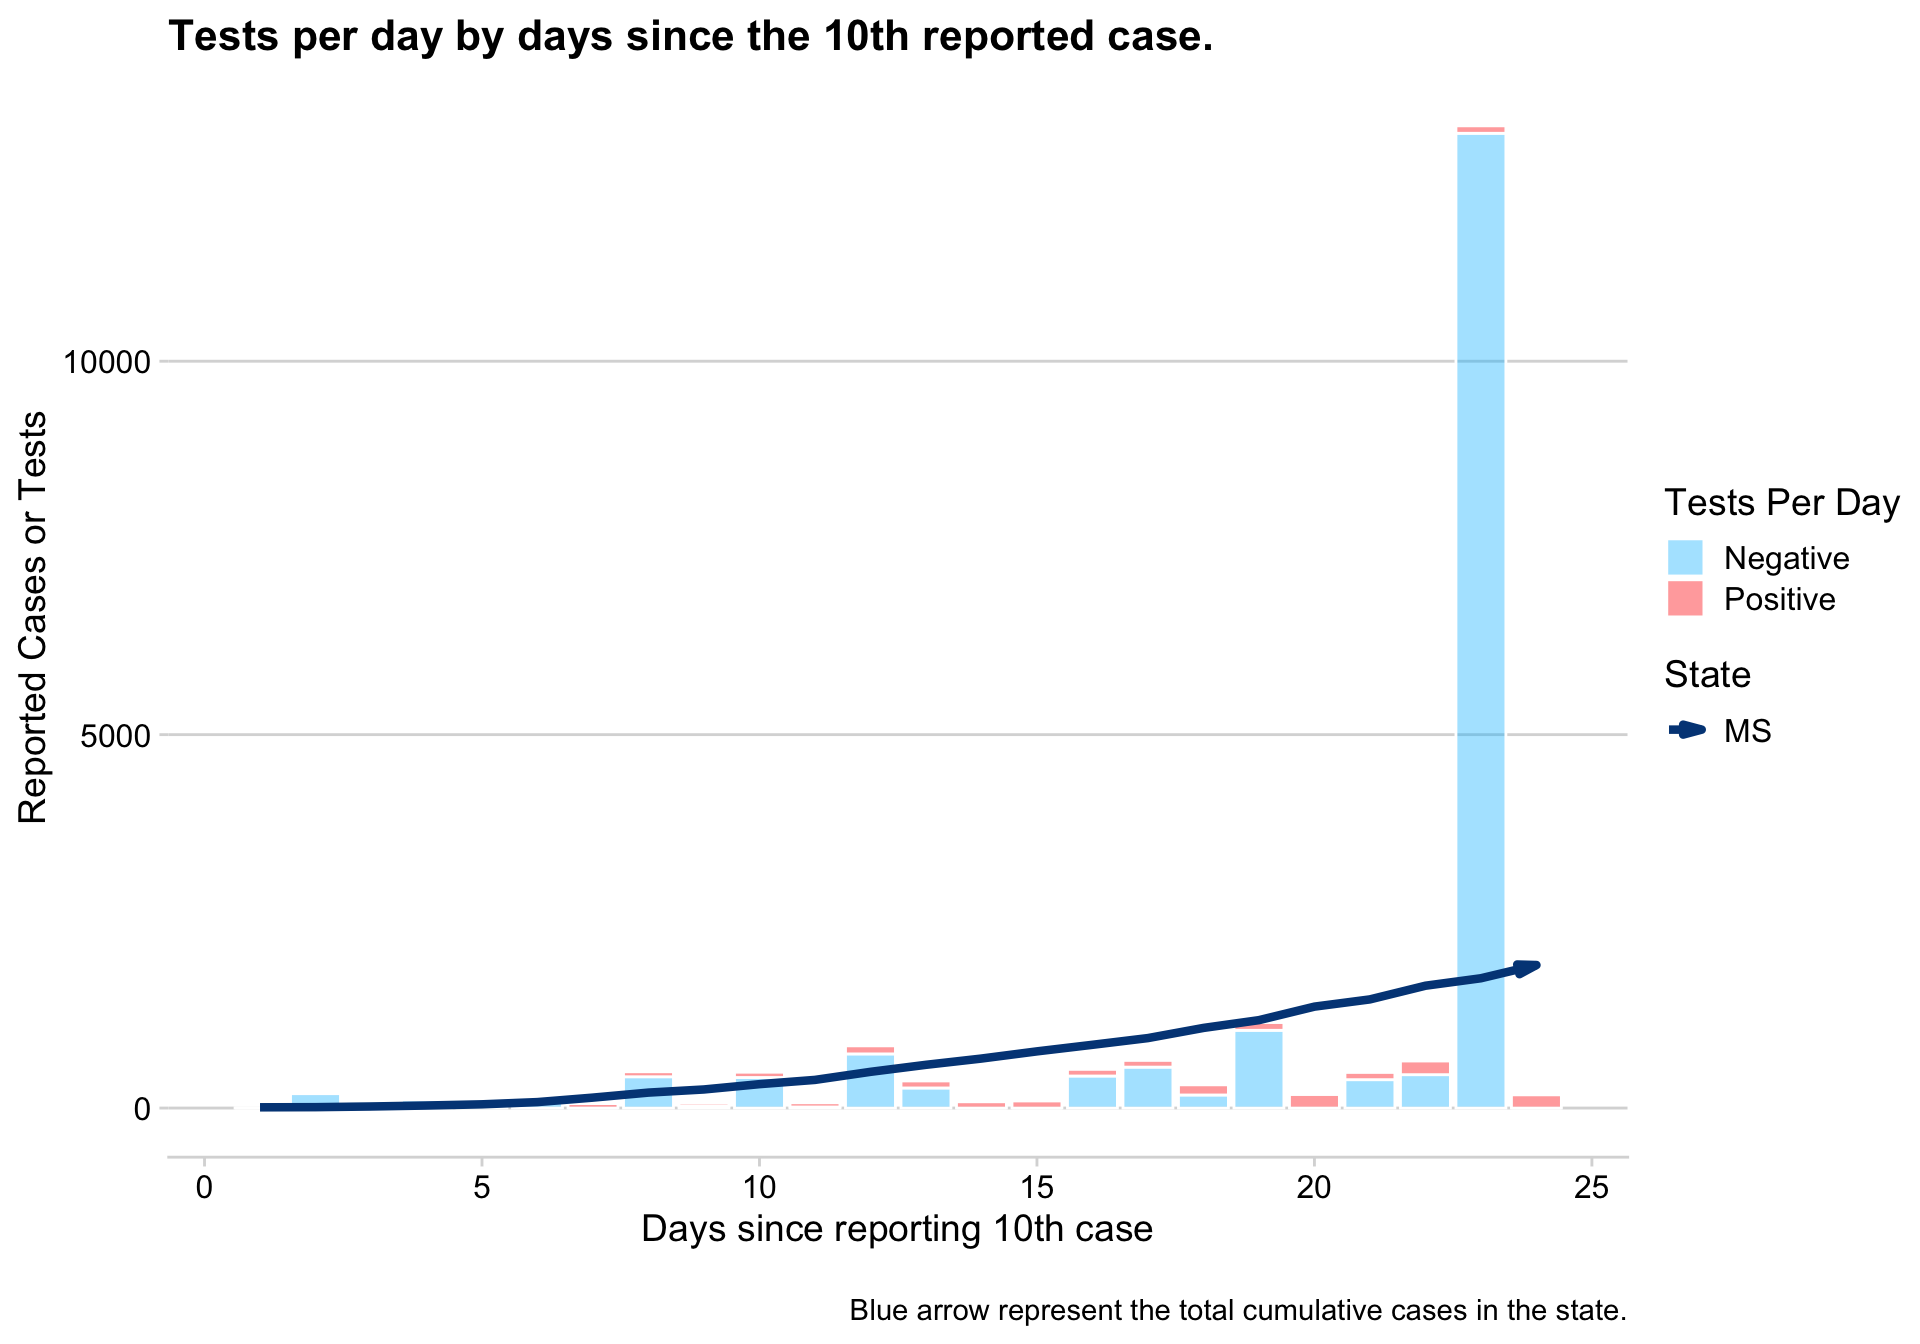 Tests per day by days since the 10th reported case.
Reported Cases or Tests
10000
5000
0
0 5 10 15 20 25
Days since reporting 10th case
Tests Per Day
Negative
Positive
State
MS
Blue arrow represent the total cumulative cases in the state.